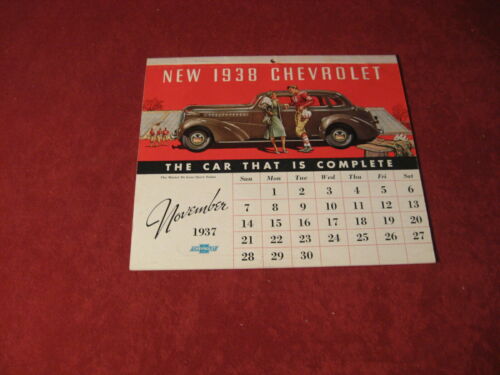 NEW 1938 CHEVROLET
THE CAR THAT IS COMPLETE
November
1937
Sun Mon Tue Wed Thu Fri Sat
1 2 3 4 5 6
7 8 9 10 11 12 13
14 15 16 17 18 19 20
21 22 23 24 25 26 27
28 29 30